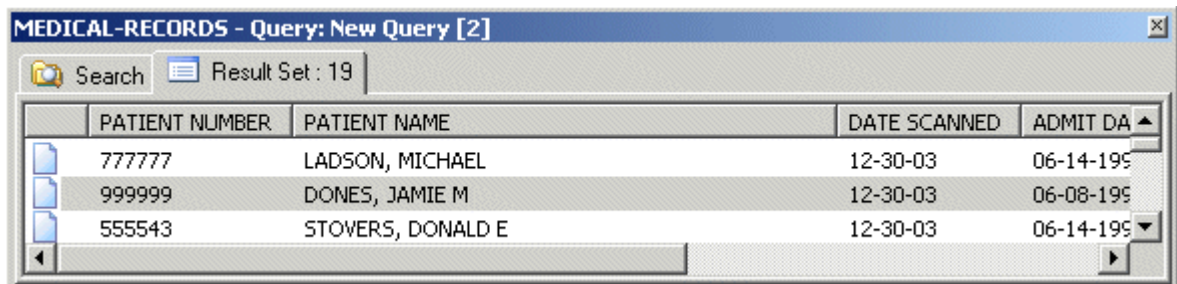 MEDICAL-RECORDS - Query: New Query [2]
Search Result Set : 19
PATIENT NUMBER PATIENT NAME DATE SCANNED ADMIT DA
777777 LADSON, MICHAEL 12-30-03 06-14-199
999999 DONES, JAMIE M 12-30-03 06-08-199
555543 STOVERS, DONALD E 12-30-03 06-14-199